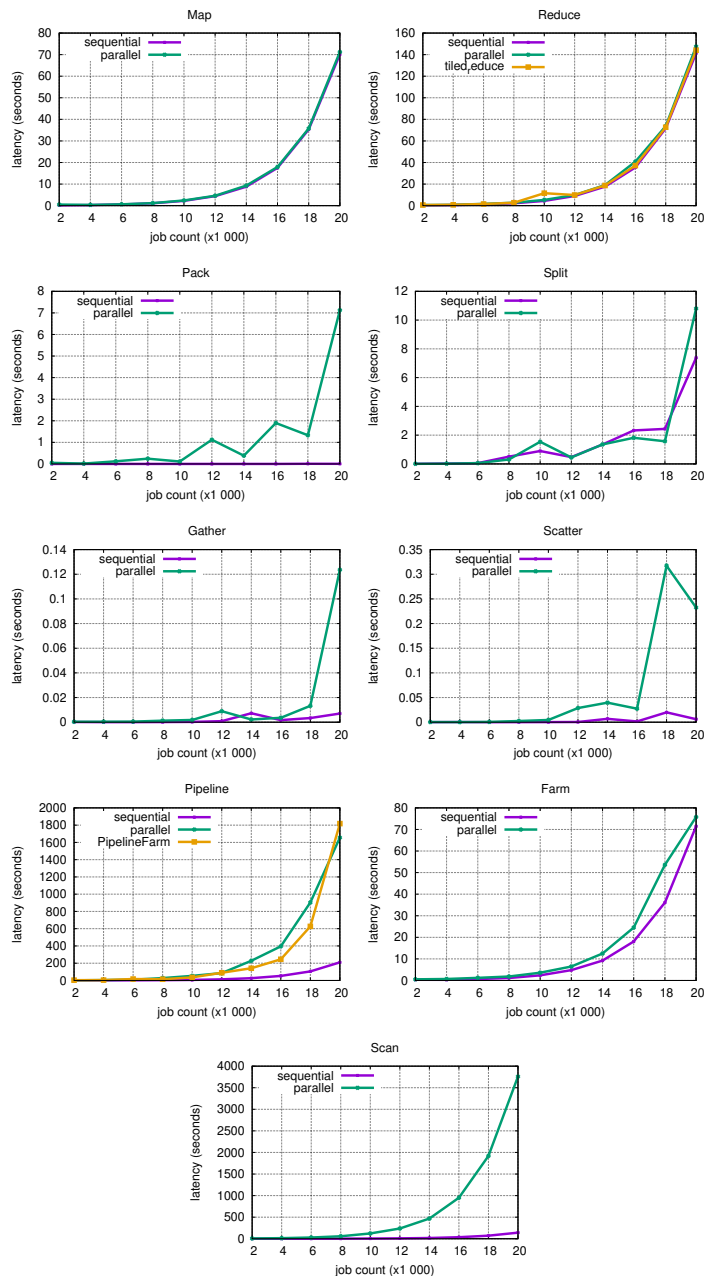 Map
80
70
60
50
40
30
20
10
0
sequential
parallel
latency (seconds)
2 4 6 8 10 12 14 16 18 20
job count (x1 000)
Reduce
160
140
120
100
80
60
40
20
0
sequential
parallel
tiled_reduce
latency (seconds)
2 4 6 8 10 12 14 16 18 20
job count (x1 000)
Pack
8
7
6
5
4
3
2
1
0
sequential
parallel
latency (seconds)
2 4 6 8 10 12 14 16 18 20
job count (x1 000)
Split
12
10
8
6
4
2
0
sequential
parallel
latency (seconds)
2 4 6 8 10 12 14 16 18 20
job count (x1 000)
Gather
0.14
0.12
0.1
0.08
0.06
0.04
0.02
0
sequential
parallel
latency (seconds)
2 4 6 8 10 12 14 16 18 20
job count (x1 000)
Scatter
0.35
0.3
0.25
0.2
0.15
0.1
0.05
0
sequential
parallel
latency (seconds)
2 4 6 8 10 12 14 16 18 20
job count (x1 000)
Pipeline
2000
1800
1600
1400
1200
1000
800
600
400
200
0
sequential
parallel
PipelineFarm
latency (seconds)
2 4 6 8 10 12 14 16 18 20
job count (x1 000)
Farm
80
70
60
50
40
30
20
10
0
sequential
parallel
latency (seconds)
2 4 6 8 10 12 14 16 18 20
job count (x1 000)
Scan
4000
3500
3000
2500
2000
1500
1000
500
0
sequential
parallel
latency (seconds)
2 4 6 8 10 12 14 16 18 20
job count (x1 000)